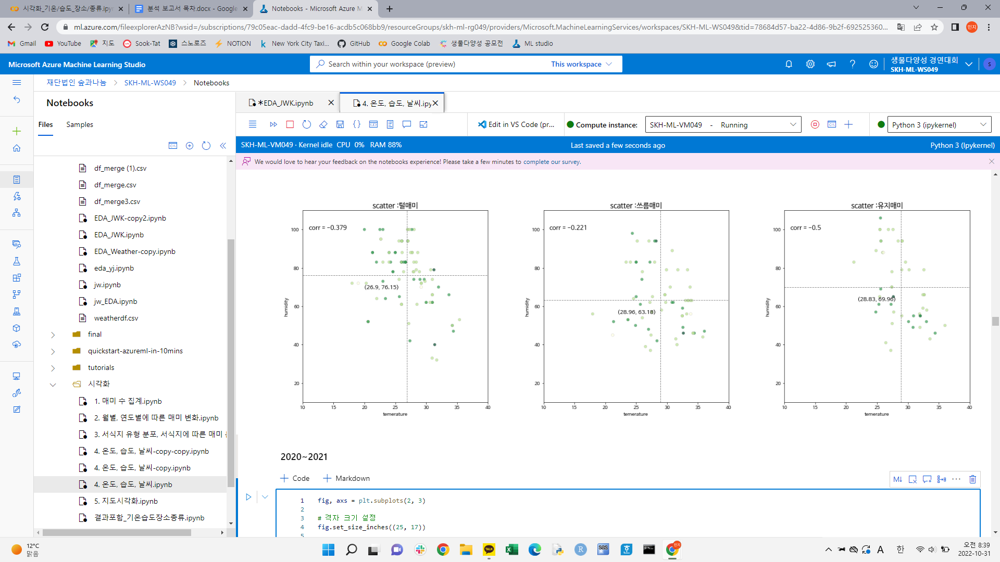 시각화_기온/습도_장소/종류.ipyn
분석 보고서 목차.docx - Google
Notebooks - Microsoft Azure M
ml.azure.com/fileexplorerAzNB?wsid=/subscriptions/79c05eac-dadd-4fc9-be16-acdb5c068bb9/resourceGroups/skh-ml-rg049/providers/Microsoft.MachineLearningServices/workspaces/SKH-ML-WS049&tid=78684d57-ba22-4d86-9b2f-692525360...
민지
Gmail YouTube 지도 Sook-Tat 스노로즈 NOTION New York City Taxi... GitHub Google Colab 생물다양성 공모전 ML studio
Microsoft Azure Machine Learning Studio
Search within your workspace (preview)
This workspace
생물다양성 경연대회
SKH-ML-WS049
S
재단법인 숲과나눔 > SKH-ML-WS049 > Notebooks
Notebooks
Files Samples
df_merge (1).csv
df_merge.csv
df_merge3.csv
EDA_JWK-copy2.ipynb
EDA_JWK.ipynb
EDA_Weather-copy.ipynb
eda_yj.ipynb
jw.ipynb
jw_EDA.ipynb
weatherdf.csv
final
quickstart-azureml-in-10mins
tutorials
시각화
1. 매미 수 집계.ipynb
2. 월별, 연도별에 따른 매미 변화.ipynb
3. 서식지 유형 분포, 서식지에 따른 매미
4. 온도, 습도, 날씨-copy-copy.ipynb
4. 온도, 습도, 날씨-copy.ipynb
4. 온도, 습도, 날씨.ipynb
5. 지도시각화.ipynb
결과포함_기온습도장소종류.ipynb
*EDA_JWK.ipynb
4. 온도, 습도, 날씨.ipy
Edit in VS Code (pr...
Compute instance:
SKH-ML-VM049 - Running
Python 3 (ipykernel)
SKH-ML-VM049 · Kernel idle CPU 0% RAM 88%
Last saved a few seconds ago
Python 3 (Ipykernel)
We would love to hear your feedback on the notebooks experience! Please take a few minutes to complete our survey.
scatter :털매미
corr = −0.379
(26.9, 76.15)
humidity
100
80
60
40
20
10 15 20 25 30 35 40
temerature
scatter :쓰름매미
corr = −0.221
(28.96, 63.18)
humidity
100
80
60
40
20
10 15 20 25 30 35 40
temerature
scatter :유지매미
corr = −0.5
(28.83, 69.96)
humidity
100
80
60
40
20
10 15 20 25 30 35 40
temerature
2020~2021
+ Code + Markdown
M↓
1 fig, axs = plt.subplots(2, 3)
2
3 # 격자 크기 설정
4 fig.set_size_inches((25, 17))
5
12°C
맑음
TALK
R
sas
민지
A
한
오전 8:39
2022-10-31